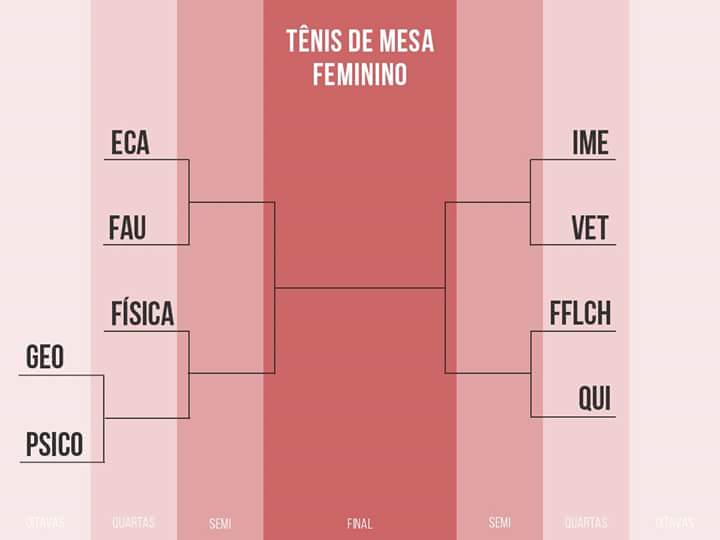 TÊNIS DE MESA
FEMININO
ECA
IME
FAU
VET
FÍSICA
FFLCH
GEO
QUI
PSICO
OITAVAS
QUARTAS
SEMI
FINAL
SEMI
QUARTAS
OITAVAS